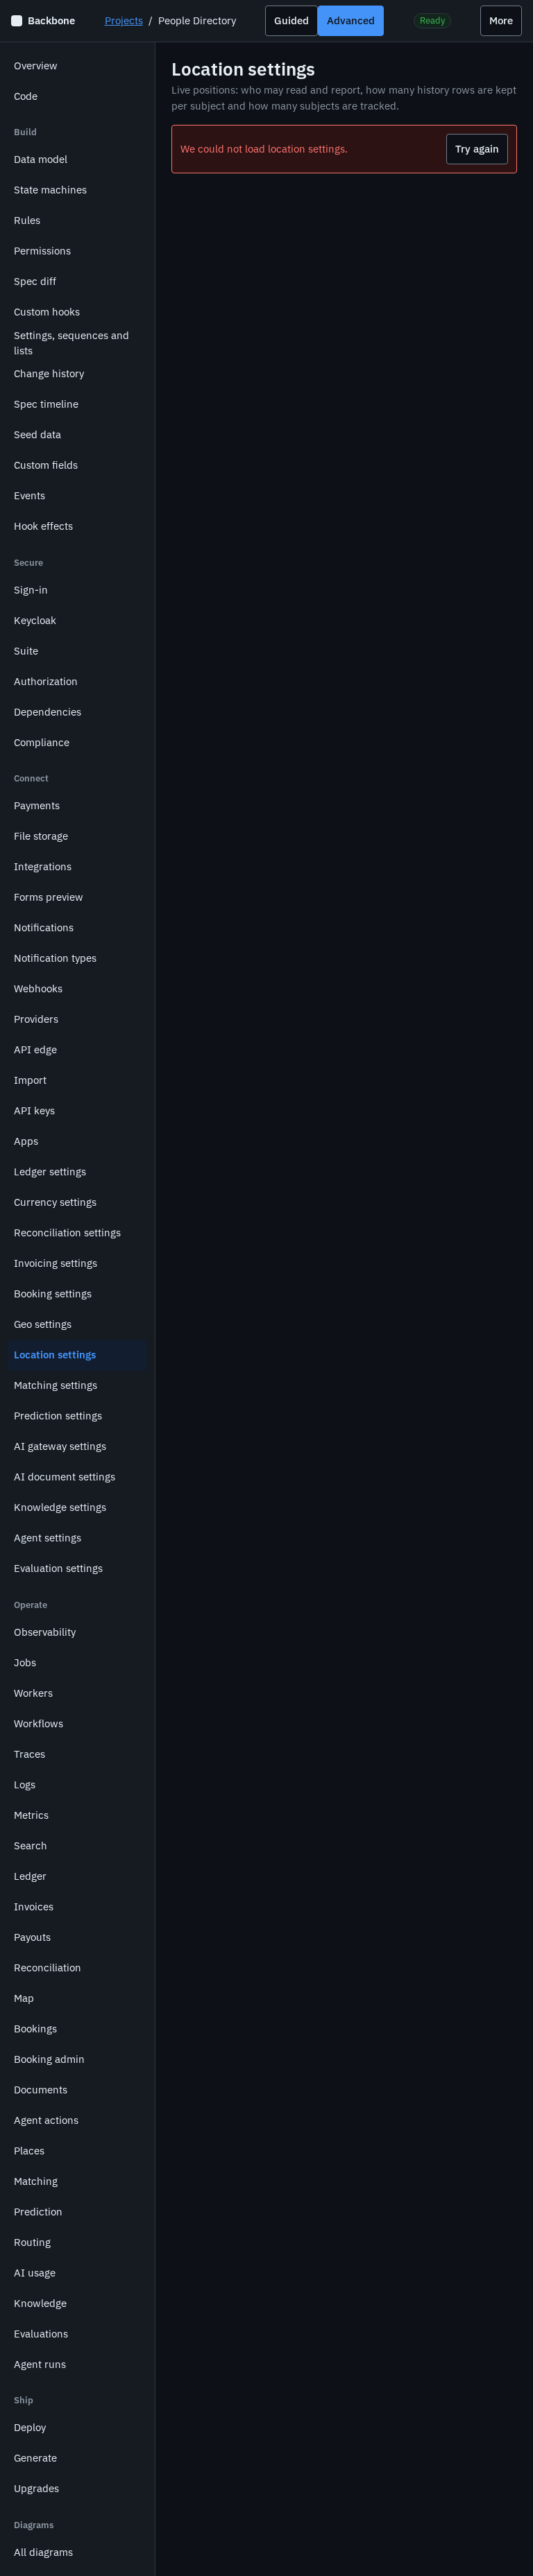 Backbone
Projects / People Directory
Guided
Advanced
Ready
More
Overview
Code
Build
Data model
State machines
Rules
Permissions
Spec diff
Custom hooks
Settings, sequences and
lists
Change history
Spec timeline
Seed data
Custom fields
Events
Hook effects
Secure
Sign-in
Keycloak
Suite
Authorization
Dependencies
Compliance
Connect
Payments
File storage
Integrations
Forms preview
Notifications
Notification types
Webhooks
Providers
API edge
Import
API keys
Apps
Ledger settings
Currency settings
Reconciliation settings
Invoicing settings
Booking settings
Geo settings
Location settings
Matching settings
Prediction settings
AI gateway settings
AI document settings
Knowledge settings
Agent settings
Evaluation settings
Operate
Observability
Jobs
Workers
Workflows
Traces
Logs
Metrics
Search
Ledger
Invoices
Payouts
Reconciliation
Map
Bookings
Booking admin
Documents
Agent actions
Places
Matching
Prediction
Routing
AI usage
Knowledge
Evaluations
Agent runs
Ship
Deploy
Generate
Upgrades
Diagrams
All diagrams
Location settings
Live positions: who may read and report, how many history rows are kept
per subject and how many subjects are tracked.
We could not load location settings.
Try again